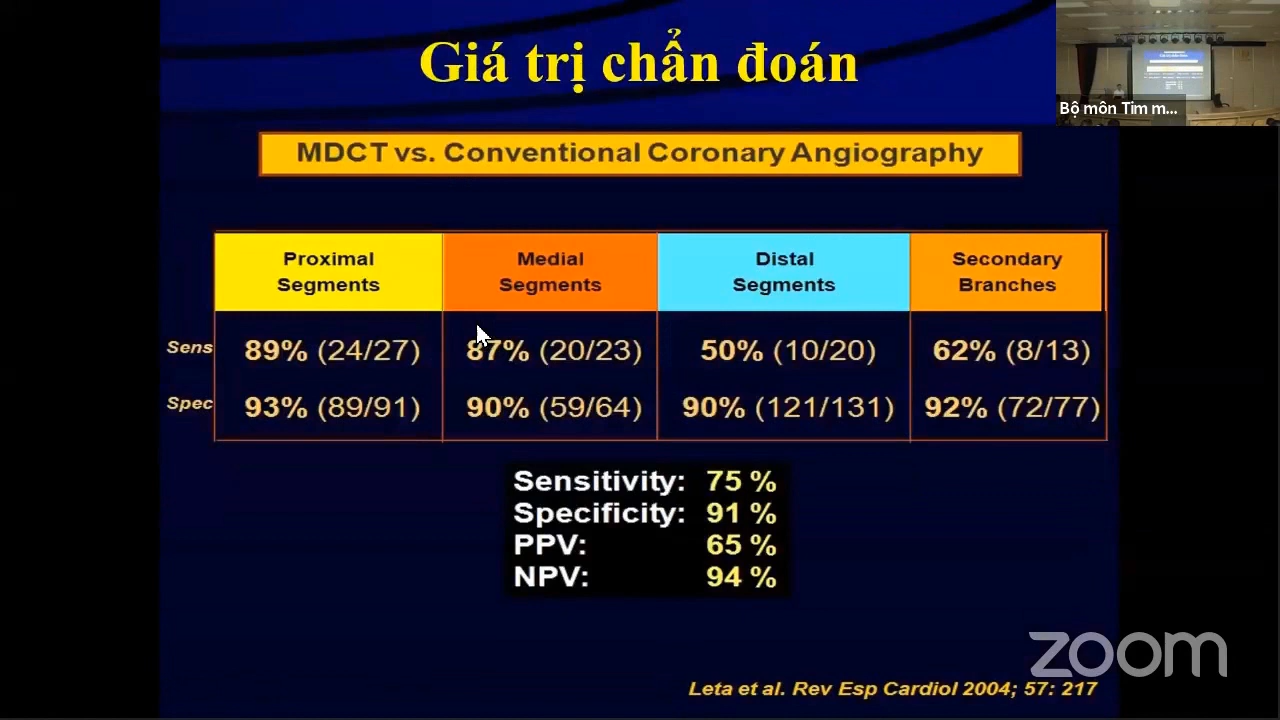 Giá trị chẩn đoán
Bộ môn Tim m...
MDCT vs. Conventional Coronary Angiography
Proximal Segments
Medial Segments
Distal Segments
Secondary Branches
Sens 89% (24/27) 87% (20/23) 50% (10/20) 62% (8/13)
Spec 93% (89/91) 90% (59/64) 90% (121/131) 92% (72/77)
Sensitivity: 75 %
Specificity: 91 %
PPV: 65 %
NPV: 94 %
zoom
Leta et al. Rev Esp Cardiol 2004; 57: 217